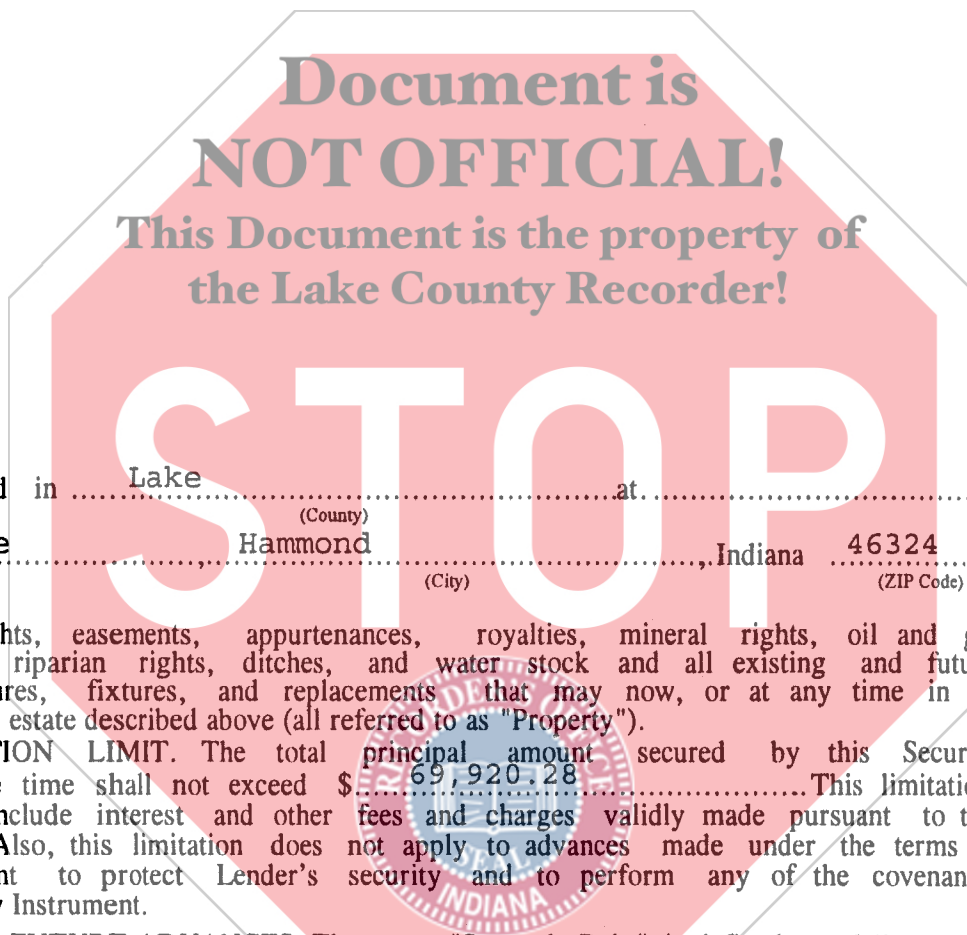 Document is
NOT OFFICIAL!
This Document is the property of
the Lake County Recorder!
STOP
in Lake at
(County)
Hammond , Indiana 46324
(City) (ZIP Code)
easements, appurtenances, royalties, mineral rights, oil and
riparian rights, ditches, and water stock and all existing and
fixtures, and replacements that may now, or at any time in
estate described above (all referred to as "Property").
LIMIT. The total principal amount secured by this
time shall not exceed $ 69,920.28 This
interest and other fees and charges validly made pursuant to
Also, this limitation does not apply to advances made under the terms
to protect Lender's security and to perform any of the
Instrument.
RECORDER OF
SEAL
INDIANA